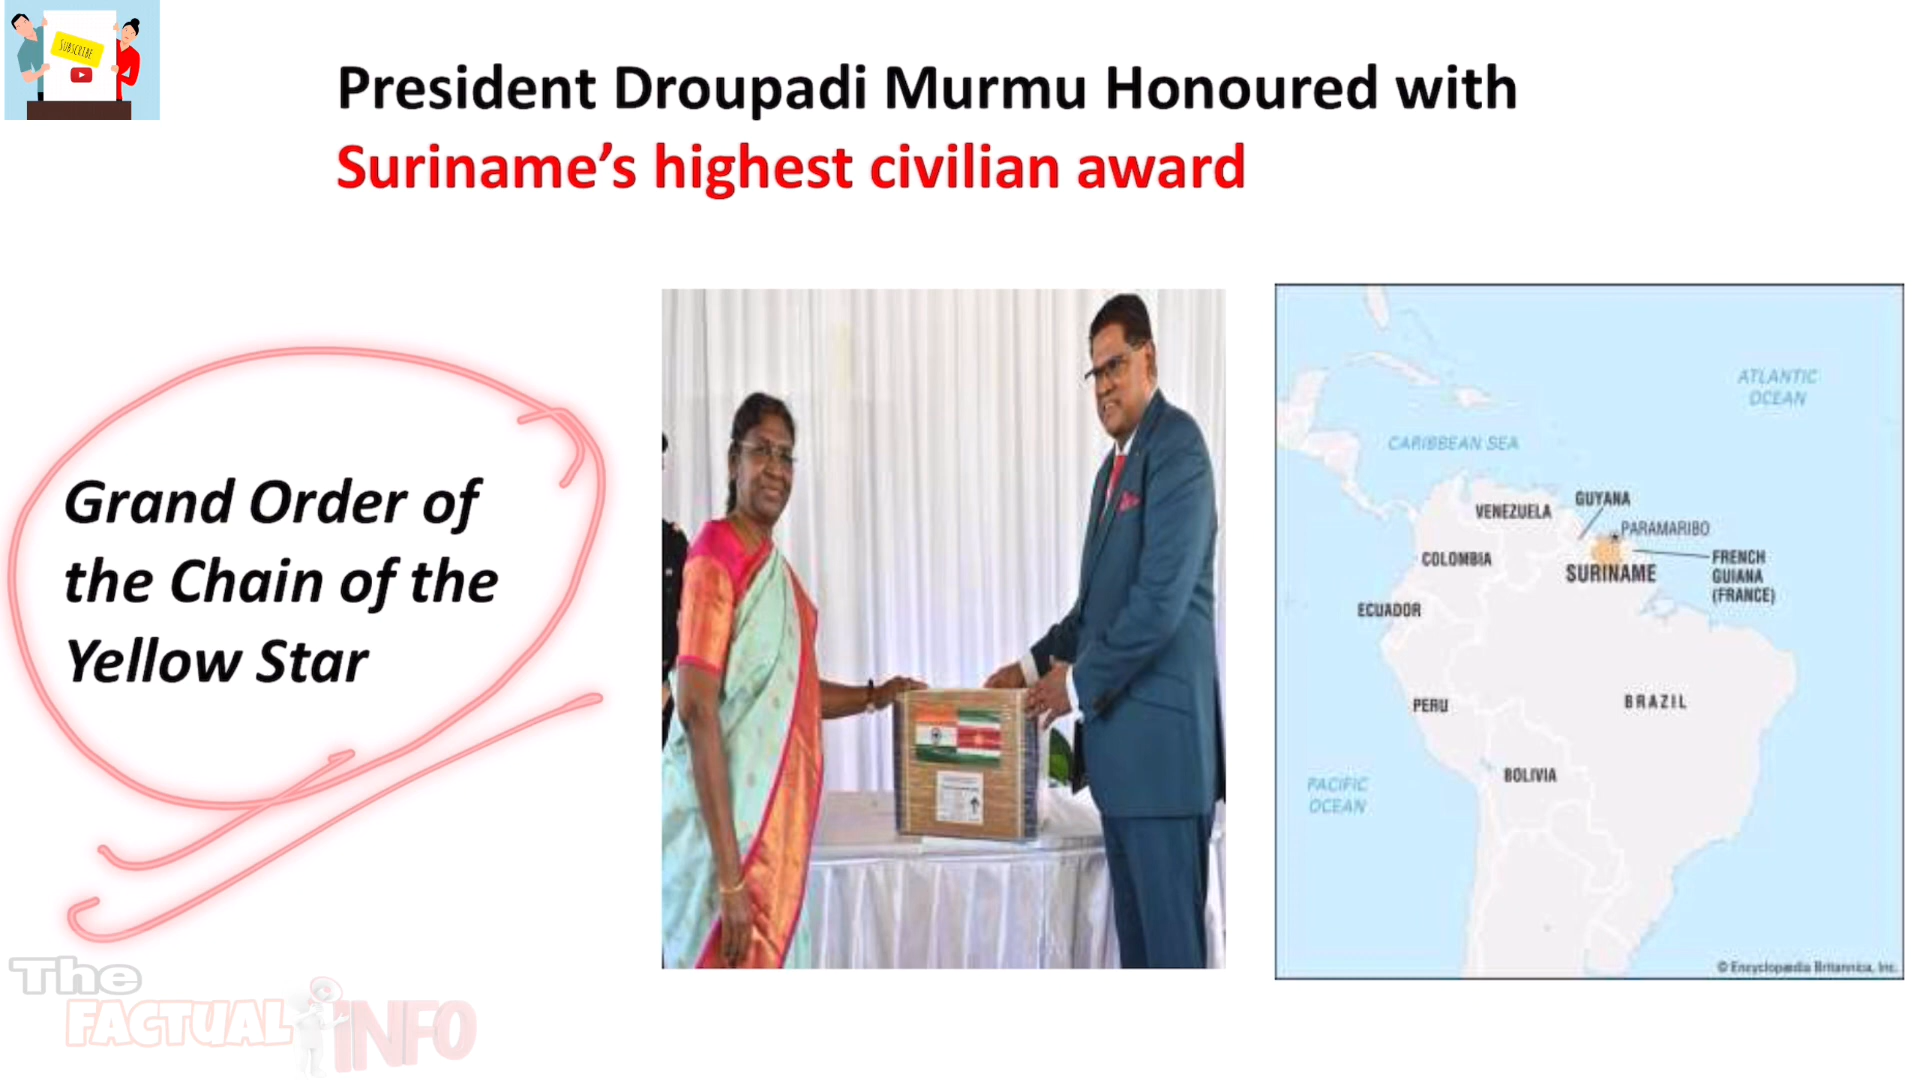 SUBSCRIBE
President Droupadi Murmu Honoured with
Suriname’s highest civilian award
Grand Order of
the Chain of the
Yellow Star
ATLANTIC
OCEAN
CARIBBEAN SEA
GUYANA
VENEZUELA
PARAMARIBO
COLOMBIA
FRENCH
GUIANA
(FRANCE)
SURINAME
ECUADOR
PERU
BRAZIL
BOLIVIA
PACIFIC
OCEAN
© Encyclopædia Britannica, Inc.
The
FACTUAL
INFO